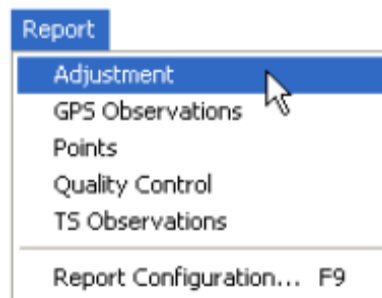 Report
Adjustment
GPS Observations
Points
Quality Control
TS Observations
Report Configuration... F9